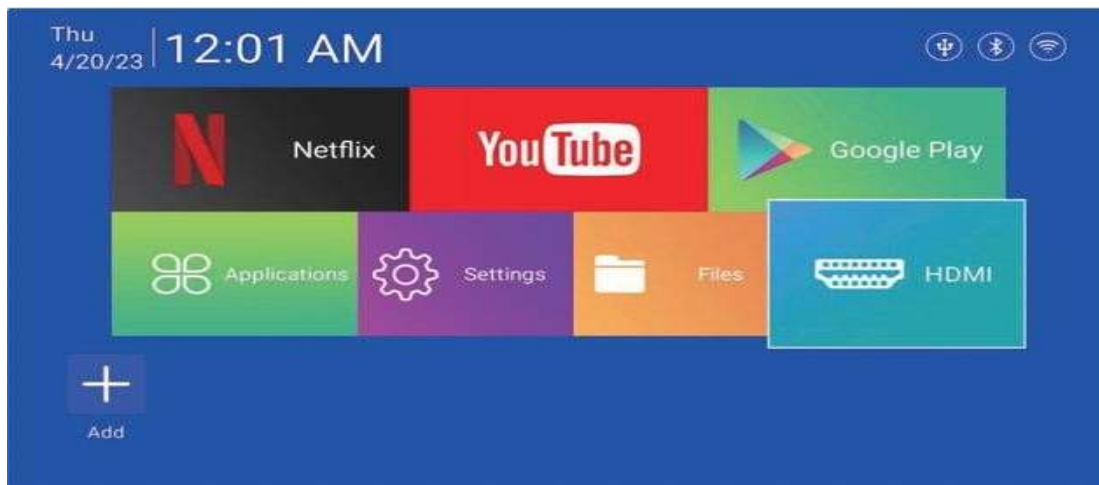 Thu
4/20/23
12:01 AM
Netflix
YouTube
Google Play
Applications
Settings
Files
HDMI
Add